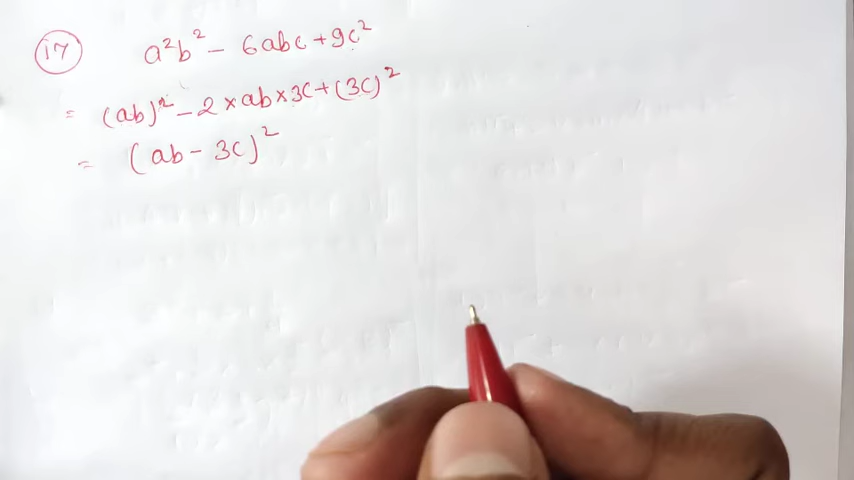 17 a²b² - 6abc + 9c²
= (ab)² - 2 × ab × 3c + (3c)²
= (ab - 3c)²